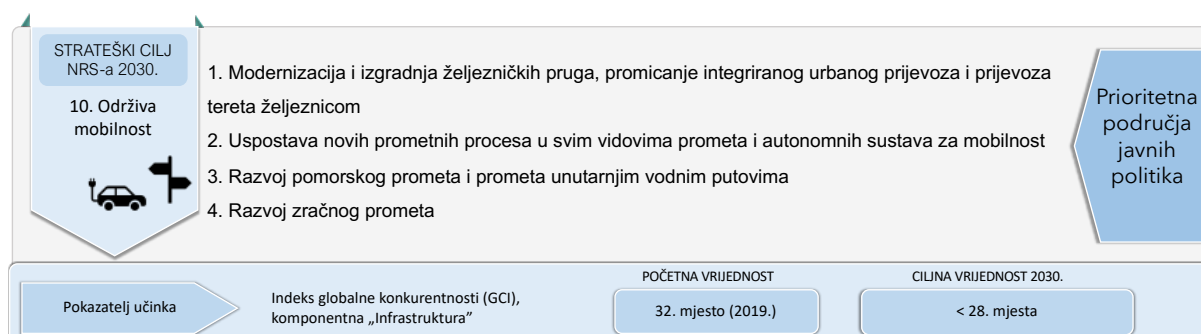 STRATEŠKI CILJ
NRS-a 2030.
10. Održiva
mobilnost
1. Modernizacija i izgradnja željezničkih pruga, promicanje integriranog urbanog prijevoza i prijevoza
tereta željeznicom
2. Uspostava novih prometnih procesa u svim vidovima prometa i autonomnih sustava za mobilnost
3. Razvoj pomorskog prometa i prometa unutarnjim vodnim putovima
4. Razvoj zračnog prometa
Prioritetna
područja
javnih
politika
Pokazatelj učinka
Indeks globalne konkurentnosti (GCI),
komponentna „Infrastruktura”
POČETNA VRIJEDNOST
32. mjesto (2019.)
CILJNA VRIJEDNOST 2030.
< 28. mjesta